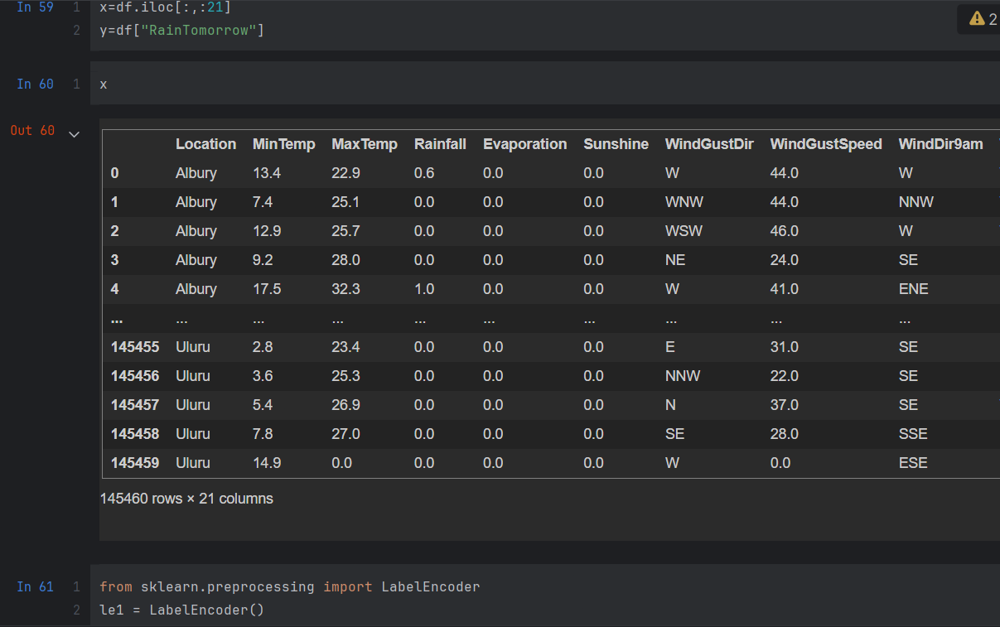 In 59 1 x=df.iloc[:,:21]
2 y=df["RainTomorrow"]
2
In 60 1 x
Out 60
Location MinTemp MaxTemp Rainfall Evaporation Sunshine WindGustDir WindGustSpeed WindDir9am
0 Albury 13.4 22.9 0.6 0.0 0.0 W 44.0 W
1 Albury 7.4 25.1 0.0 0.0 0.0 WNW 44.0 NNW
2 Albury 12.9 25.7 0.0 0.0 0.0 WSW 46.0 W
3 Albury 9.2 28.0 0.0 0.0 0.0 NE 24.0 SE
4 Albury 17.5 32.3 1.0 0.0 0.0 W 41.0 ENE
... ... ... ... ... ... ... ... ... ...
145455 Uluru 2.8 23.4 0.0 0.0 0.0 E 31.0 SE
145456 Uluru 3.6 25.3 0.0 0.0 0.0 NNW 22.0 SE
145457 Uluru 5.4 26.9 0.0 0.0 0.0 N 37.0 SE
145458 Uluru 7.8 27.0 0.0 0.0 0.0 SE 28.0 SSE
145459 Uluru 14.9 0.0 0.0 0.0 0.0 W 0.0 ESE
145460 rows × 21 columns
In 61 1 from sklearn.preprocessing import LabelEncoder
2 le1 = LabelEncoder()